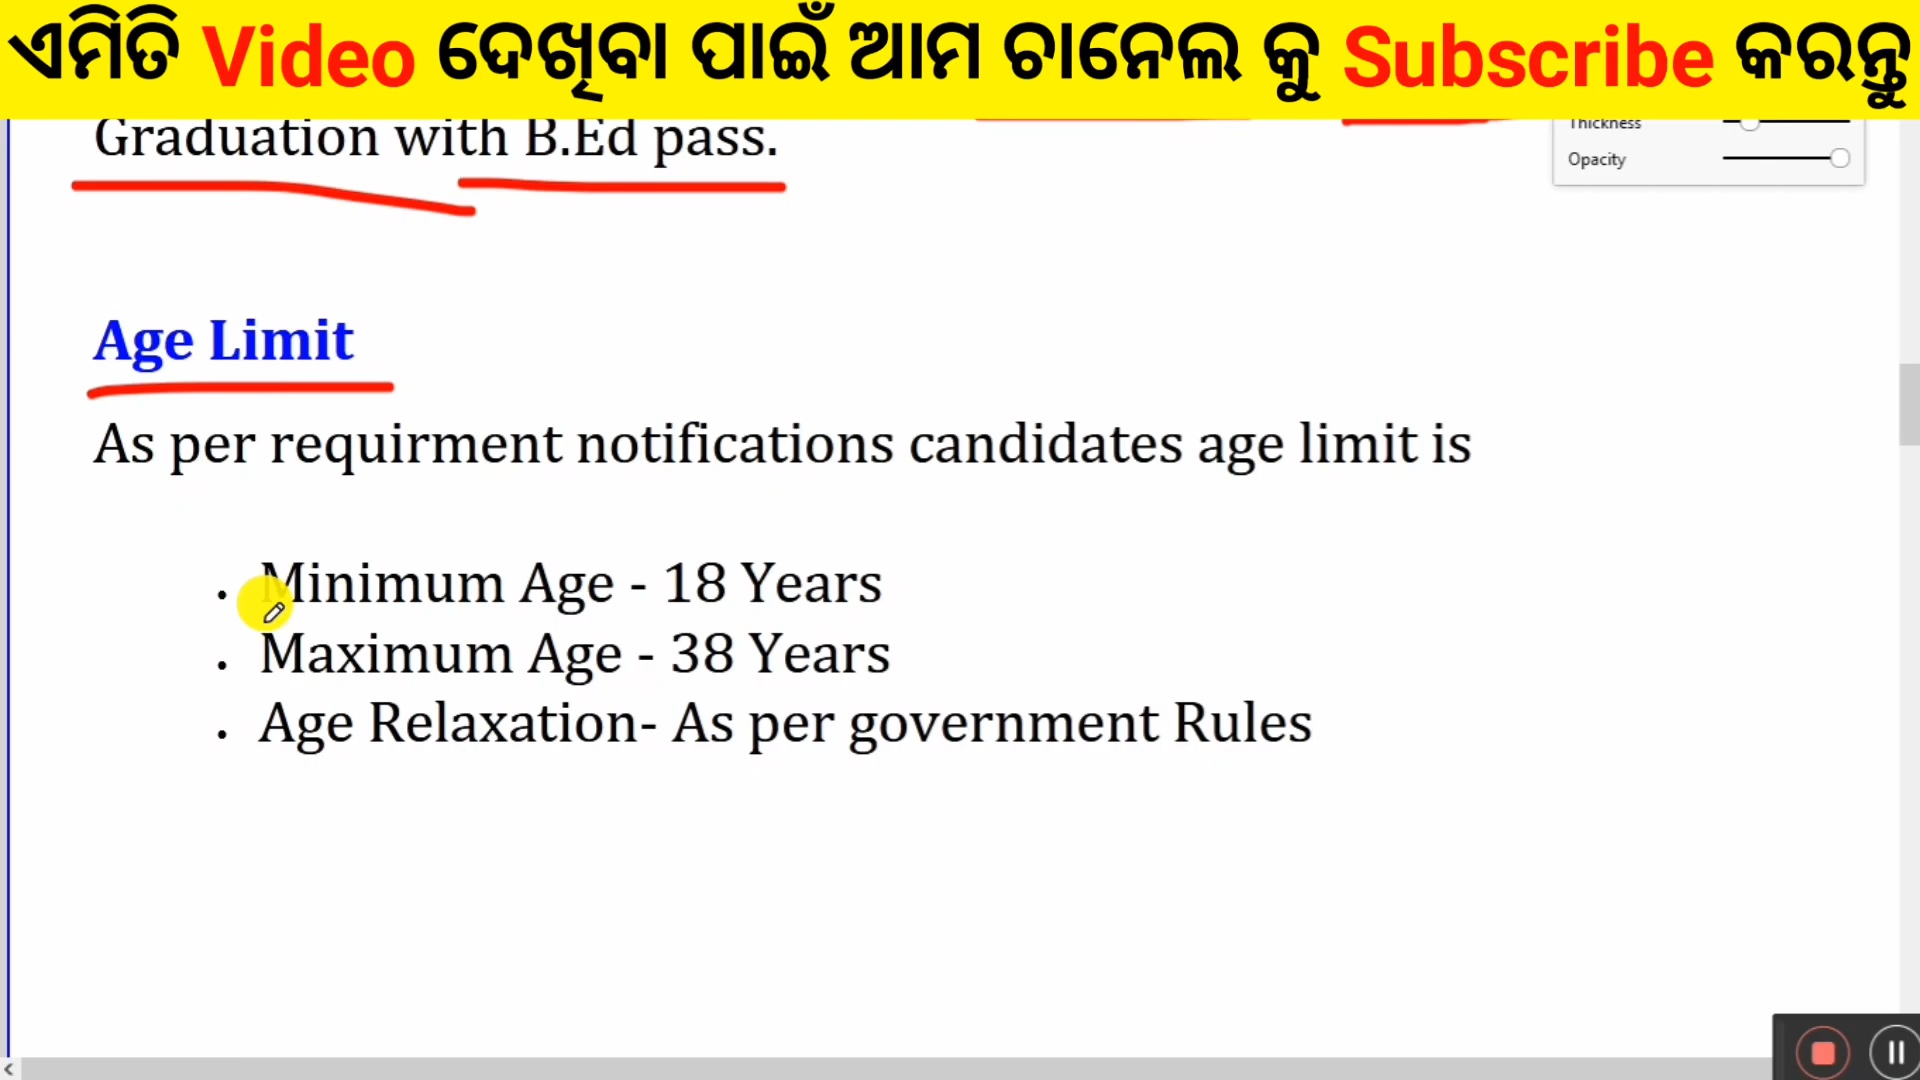 ଏମିତି Video ଦେଖିବା ପାଇଁ ଆମ ଚାନେଲ କୁ Subscribe କରନ୍ତୁ
Graduation with B.Ed pass.
Thickness
Opacity
Age Limit
As per requirment notifications candidates age limit is
• Minimum Age - 18 Years
• Maximum Age - 38 Years
• Age Relaxation- As per government Rules